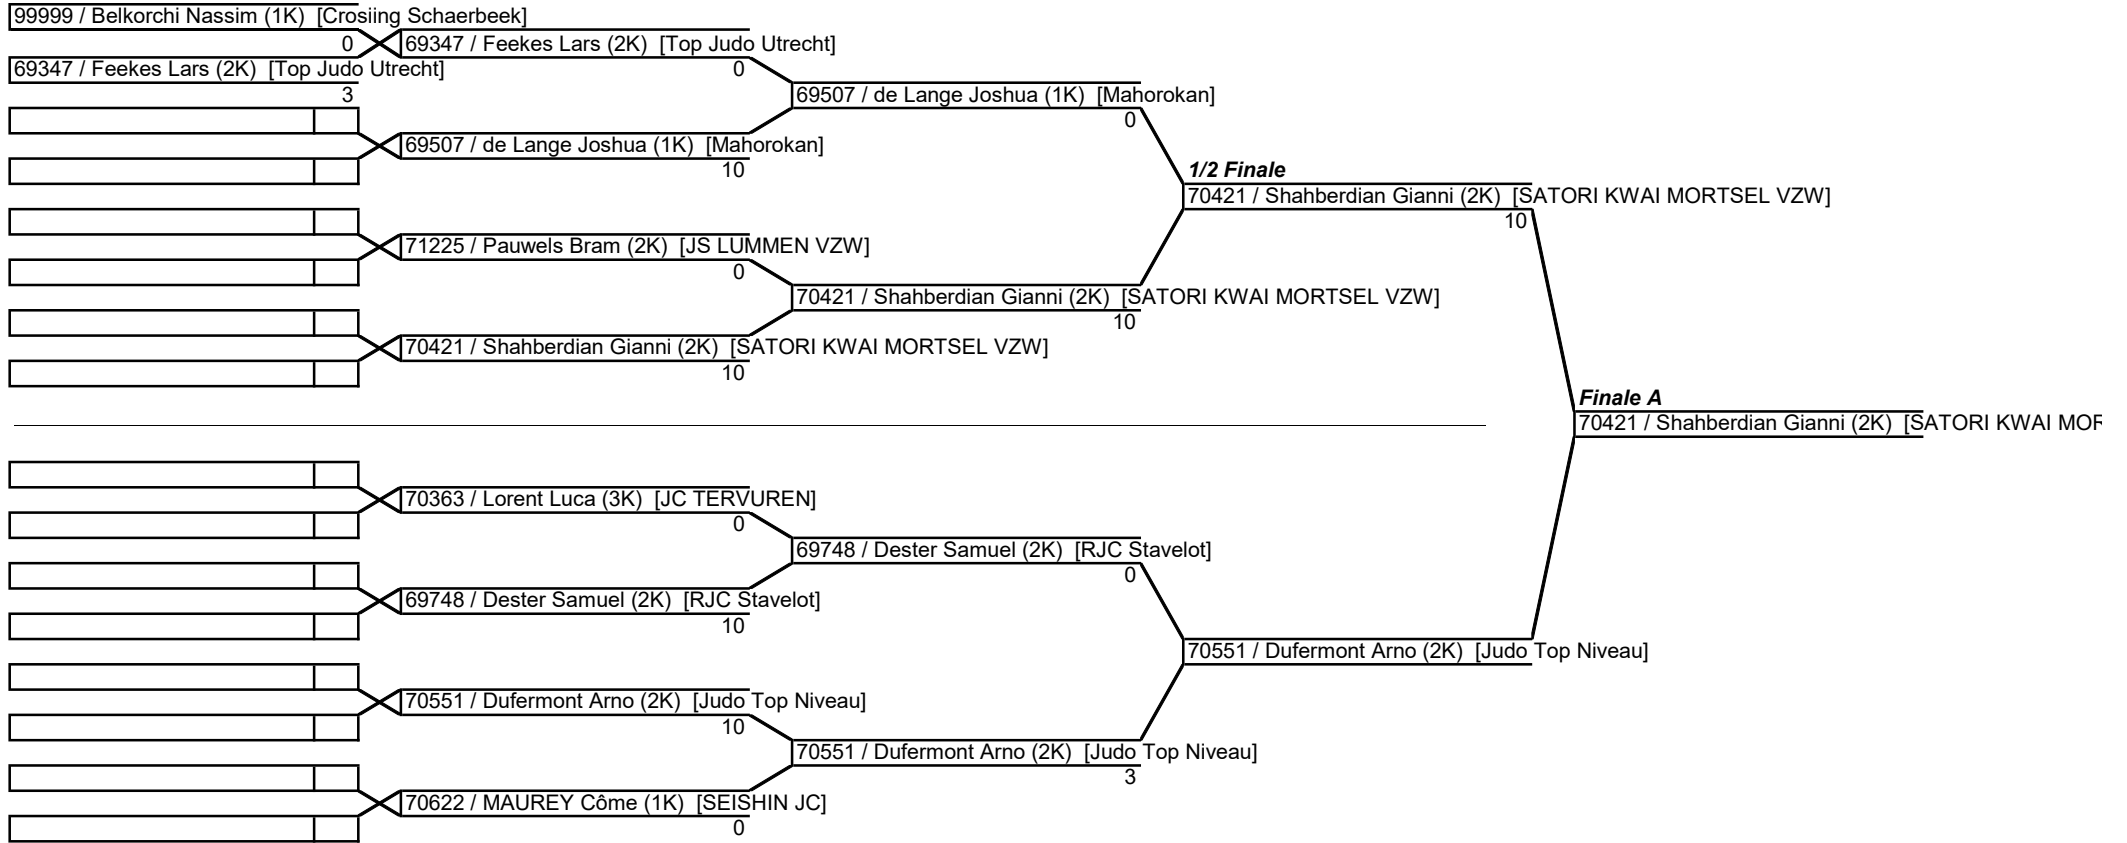 99999 / Belkorchi Nassim (1K)  [Crosiing Schaerbeek]
0
69347 / Feekes Lars (2K)  [Top Judo Utrecht]
69347 / Feekes Lars (2K)  [Top Judo Utrecht]
0
3
69507 / de Lange Joshua (1K)  [Mahorokan]
0
69507 / de Lange Joshua (1K)  [Mahorokan]
10
1/2 Finale
70421 / Shahberdian Gianni (2K)  [SATORI KWAI MORTSEL VZW]
10
71225 / Pauwels Bram (2K)  [JS LUMMEN VZW]
0
70421 / Shahberdian Gianni (2K)  [SATORI KWAI MORTSEL VZW]
10
70421 / Shahberdian Gianni (2K)  [SATORI KWAI MORTSEL VZW]
10
Finale A
70421 / Shahberdian Gianni (2K)  [SATORI KWAI MOR
70363 / Lorent Luca (3K)  [JC TERVUREN]
0
69748 / Dester Samuel (2K)  [RJC Stavelot]
0
69748 / Dester Samuel (2K)  [RJC Stavelot]
10
70551 / Dufermont Arno (2K)  [Judo Top Niveau]
70551 / Dufermont Arno (2K)  [Judo Top Niveau]
10
70551 / Dufermont Arno (2K)  [Judo Top Niveau]
3
70622 / MAUREY Côme (1K)  [SEISHIN JC]
0